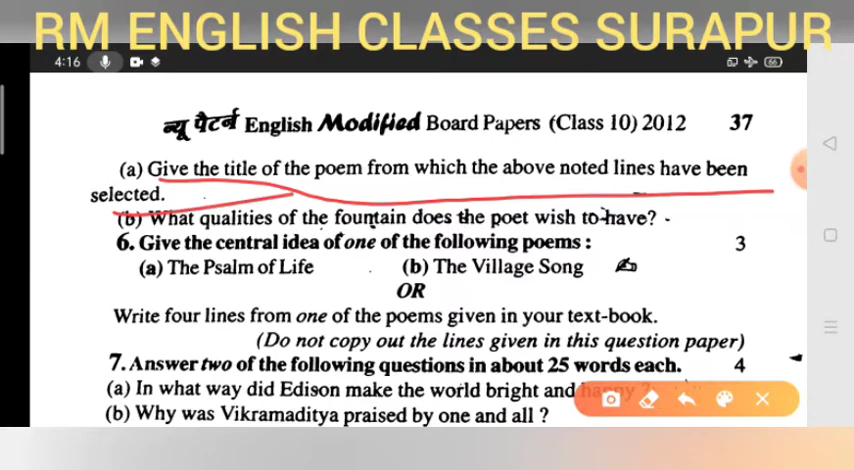 RM ENGLISH CLASSES SURAPUR
4:16 66
न्यू पैटर्न English Modified Board Papers (Class 10) 2012 37
(a) Give the title of the poem from which the above noted lines have been
selected.
(b) What qualities of the fountain does the poet wish to have?
6. Give the central idea of one of the following poems : 3
(a) The Psalm of Life (b) The Village Song
OR
Write four lines from one of the poems given in your text-book.
(Do not copy out the lines given in this question paper)
7. Answer two of the following questions in about 25 words each. 4
(a) In what way did Edison make the world bright and happy ?
(b) Why was Vikramaditya praised by one and all ?